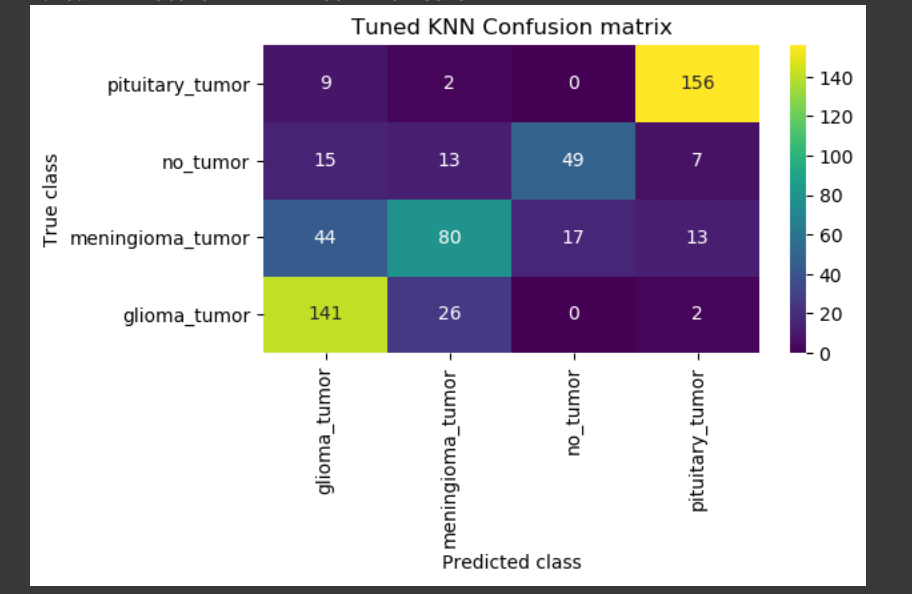 Tuned KNN Confusion matrix
True class
pituitary_tumor 9 2 0 156
no_tumor 15 13 49 7
meningioma_tumor 44 80 17 13
glioma_tumor 141 26 0 2
140
120
100
80
60
40
20
0
glioma_tumor
meningioma_tumor
no_tumor
pituitary_tumor
Predicted class